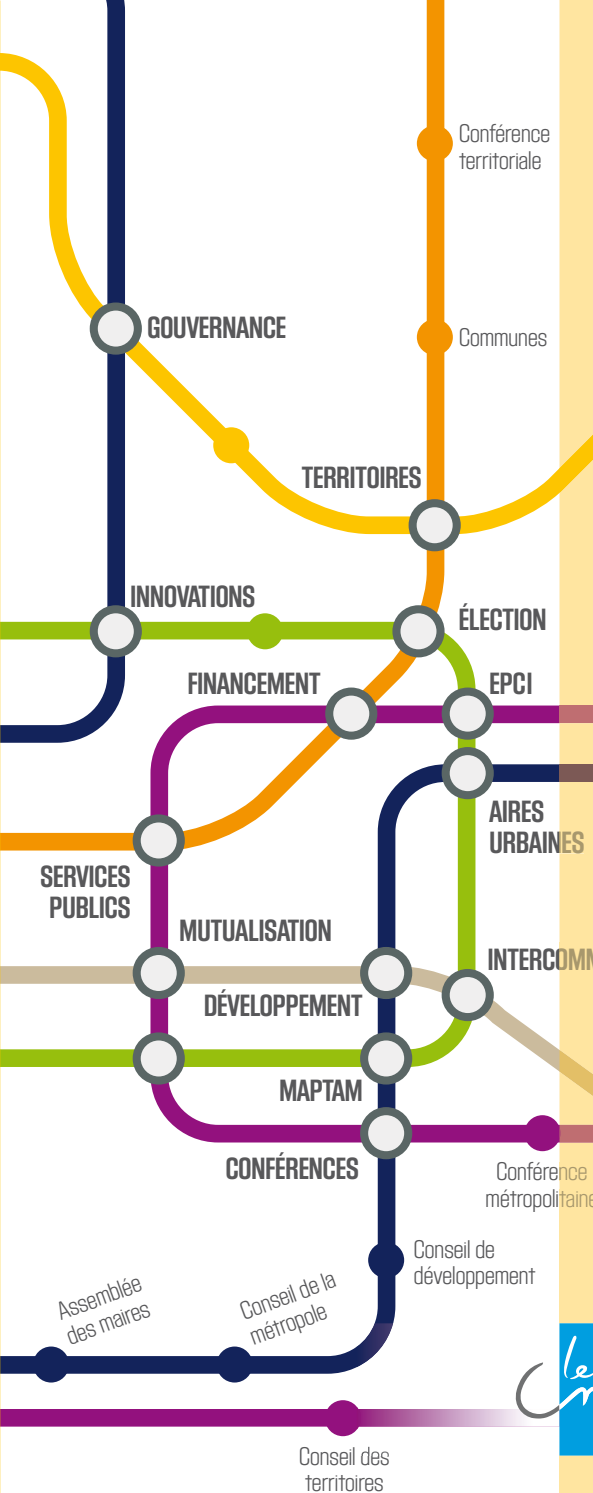 Conférence
territoriale
GOUVERNANCE
Communes
TERRITOIRES
INNOVATIONS
ÉLECTION
FINANCEMENT
EPCI
AIRES
URBAINES
SERVICES
PUBLICS
MUTUALISATION
DÉVELOPPEMENT
MAPTAM
CONFÉRENCES
Conférence
métropolitaine
Conseil de
développement
Assemblée
des maires
Conseil de la
métropole
Conseil des
territoires